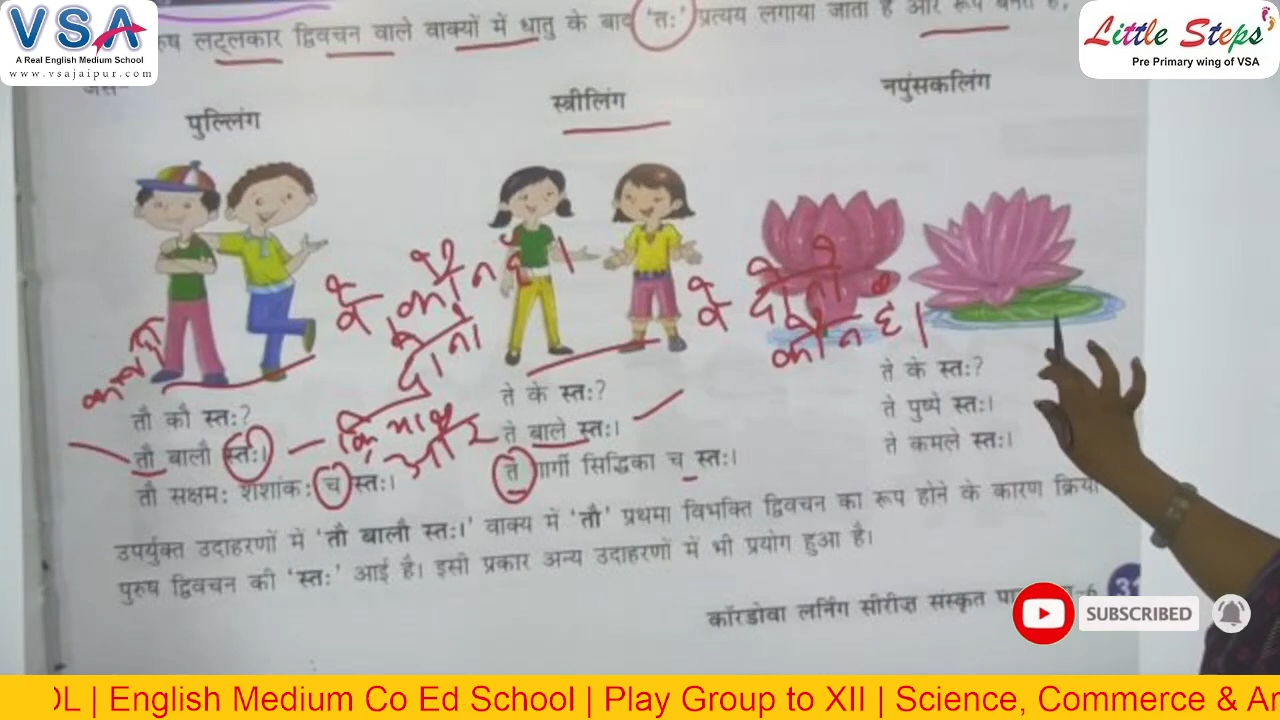 VSA
A Real English Medium School
www.vsajaipur.com
Little Steps
Pre Primary wing of VSA
लट्लकार द्विवचन वाले वाक्यों में धातु के बाद 'तः' प्रत्यय लगाया जाता है और रूप
पुल्लिंग
स्त्रीलिंग
नपुंसकलिंग
वे कौन है।
वे दोनो
वे दोनो
कौन है।
और
तौ कौ स्तः?
तौ बालौ स्तः।
तौ सक्षमः शशांकः च स्तः।
ते के स्तः?
ते बाले स्तः।
ते गार्गी सिद्धिका च स्तः।
ते के स्तः?
ते पुष्पे स्तः।
ते कमले स्तः।
उपर्युक्त उदाहरणों में 'तौ बालौ स्तः।' वाक्य में 'तौ' प्रथमा विभक्ति द्विवचन का रूप होने के कारण क्रिया
पुरुष द्विवचन की 'स्तः' आई है। इसी प्रकार अन्य उदाहरणों में भी प्रयोग हुआ है।
कॉरडोवा लर्निंग सीरीज़ संस्कृत
SUBSCRIBED
| English Medium Co Ed School | Play Group to XII | Science, Commerce &